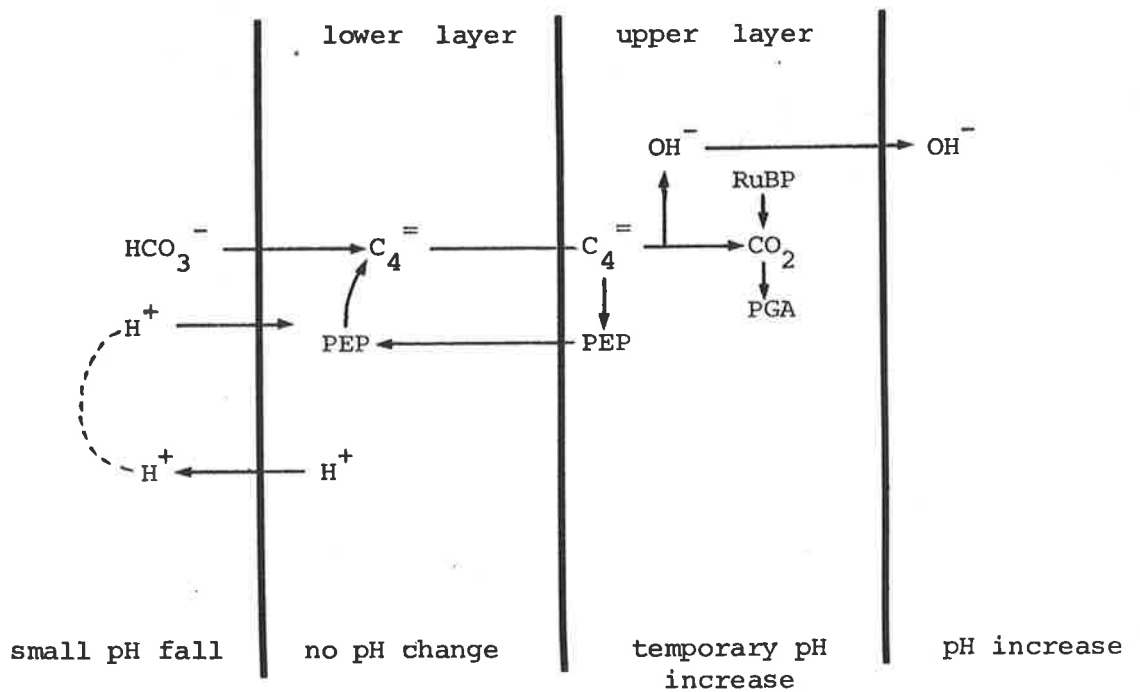 lower layer upper layer
OH⁻ OH⁻
RuBP
HCO₃⁻ C₄⁼ C₄⁼ CO₂
H⁺
PGA
PEP PEP
H⁺ H⁺
small pH fall no pH change temporary pH increase pH increase